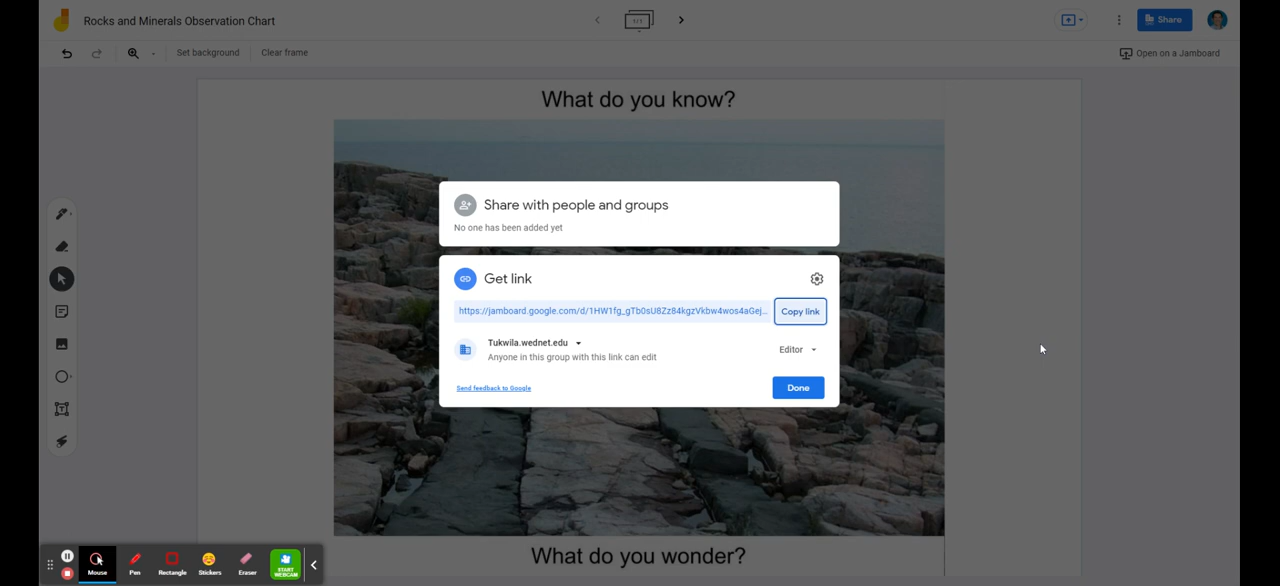 Rocks and Minerals Observation Chart
1/1
Share
Set background
Clear frame
Open on a Jamboard
What do you know?
Share with people and groups
No one has been added yet
Get link
https://jamboard.google.com/d/1HW1fg_gTb0sU8Zz84kgzVkbw4wos4aGej...
Copy link
Tukwila.wednet.edu
Anyone in this group with this link can edit
Editor
Send feedback to Google
Done
What do you wonder?
Mouse
Pen
Rectangle
Stickers
Eraser
START
WEBCAM